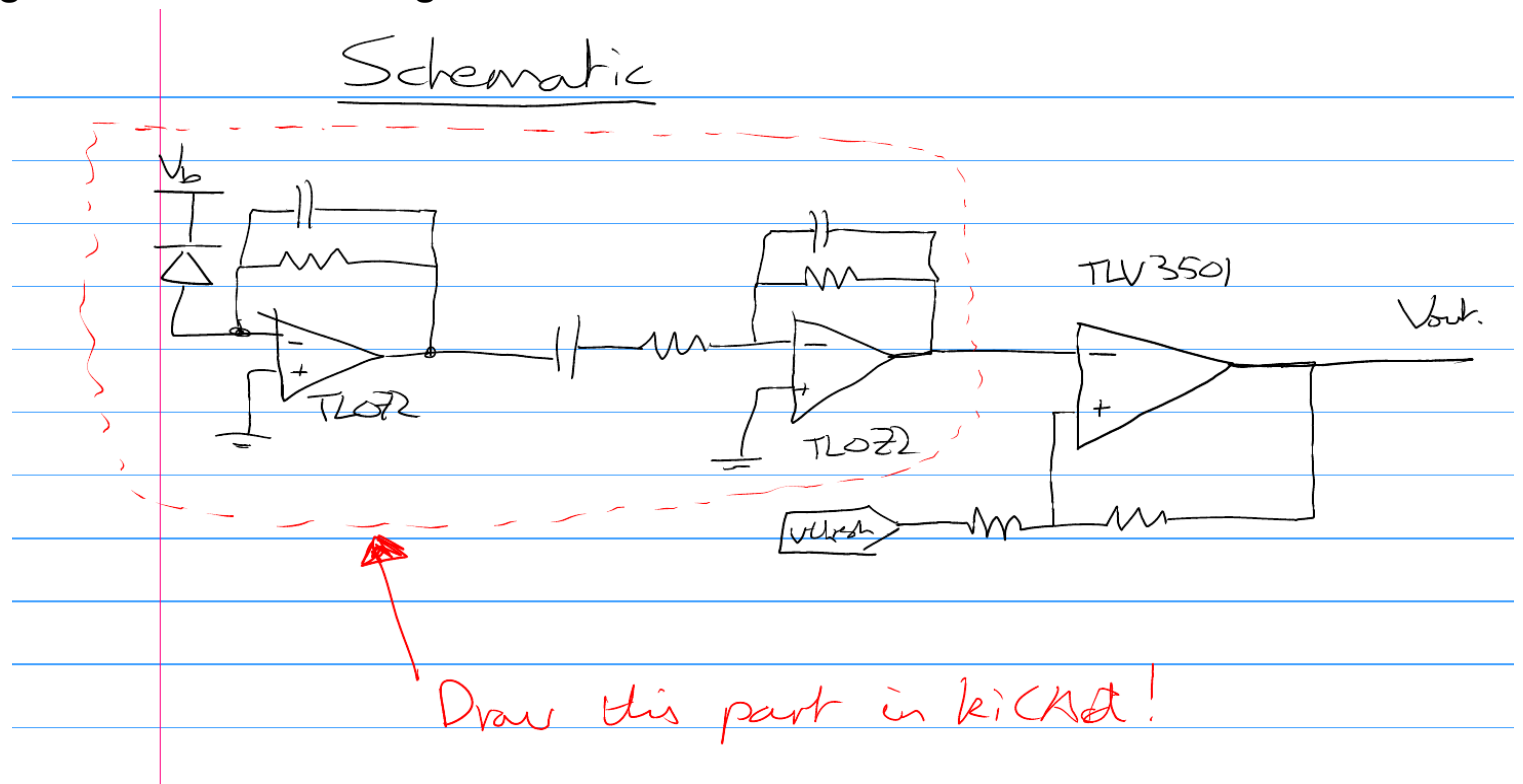 Schematic
Vb
TLV3501
Vout.
-
+
TL072
-
+
TL072
-
+
Vthresh
Draw this part in kiCAd!